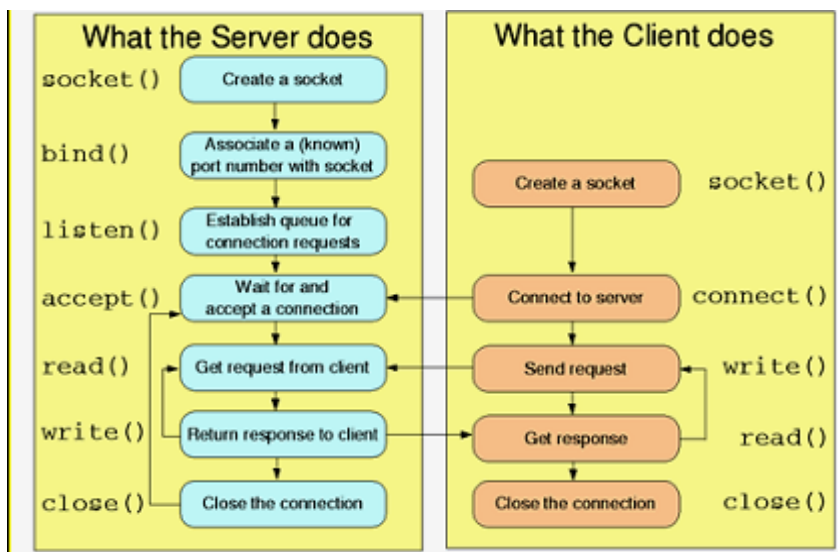 What the Server does
socket()
Create a socket
bind()
Associate a (known)
port number with socket
listen()
Establish queue for
connection requests
accept()
Wait for and
accept a connection
read()
Get request from client
write()
Return response to client
close()
Close the connection
What the Client does
Create a socket
socket()
Connect to server
connect()
Send request
write()
Get response
read()
Close the connection
close()